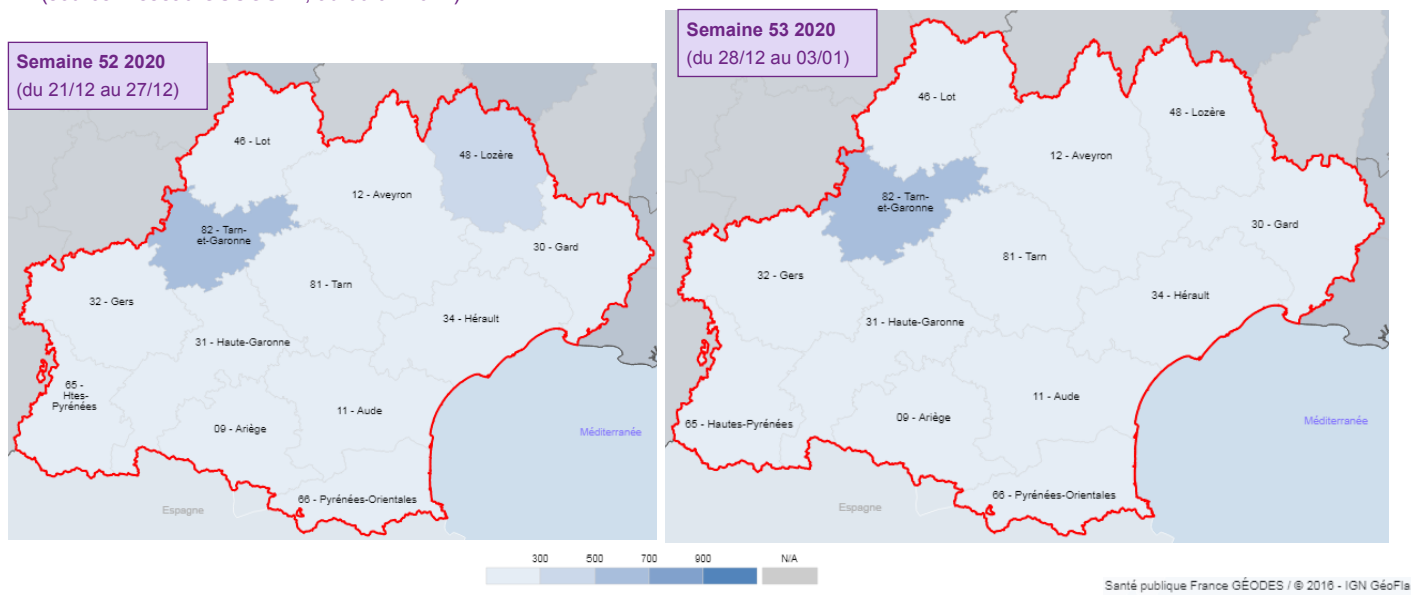 Semaine 52 2020
(du 21/12 au 27/12)
46 - Lot
48 - Lozère
12 - Aveyron
82 - Tarn-
et-Garonne
30 - Gard
81 - Tarn
32 - Gers
34 - Hérault
31 - Haute-Garonne
65 -
Htes-
Pyrénées
11 - Aude
09 - Ariège
Méditerranée
66 - Pyrénées-Orientales
Espagne
Semaine 53 2020
(du 28/12 au 03/01)
46 - Lot
48 - Lozère
12 - Aveyron
82 - Tarn-
et-Garonne
30 - Gard
81 - Tarn
32 - Gers
34 - Hérault
31 - Haute-Garonne
11 - Aude
09 - Ariège
65 - Hautes-Pyrénées
Méditerranée
66 - Pyrénées-Orientales
Espagne
300 500 700 900 N/A
Santé publique France GÉODES / © 2016 - IGN GéoFla